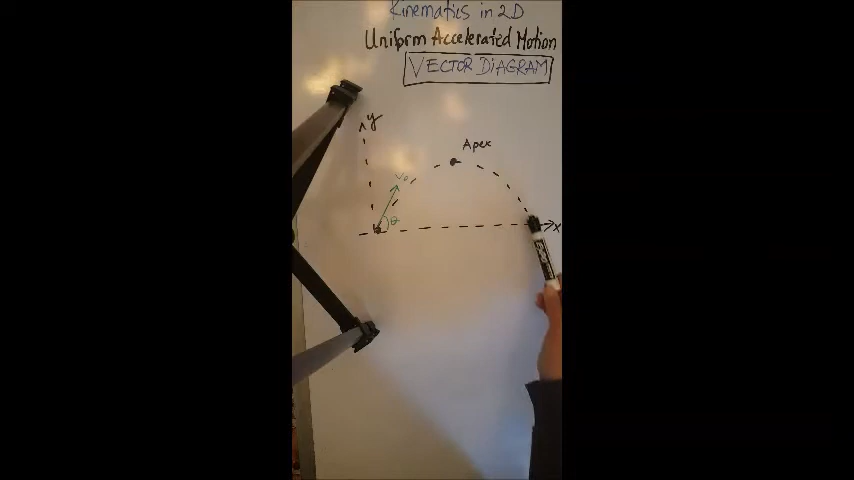 Kinematics in 2D
Uniform Accelerated Motion
VECTOR DIAGRAM
y
Apex
V₀
θ
x